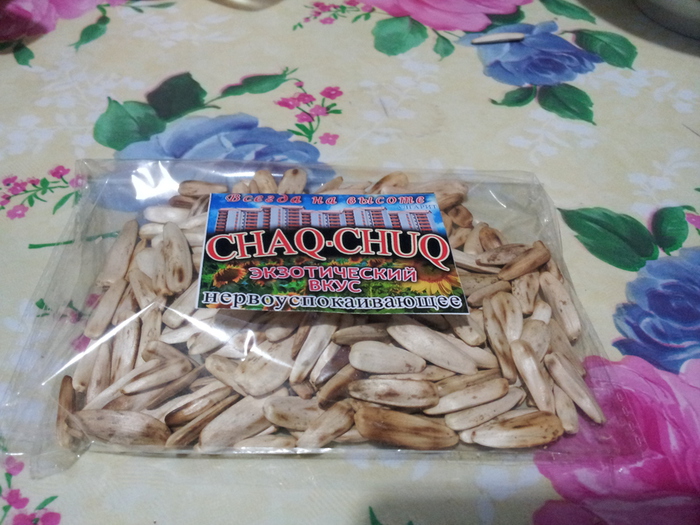 Всегда на высоте
CHAQ-CHUQ
ЭКЗОТИЧЕСКИЙ
ВКУС
нервоуспокаивающее